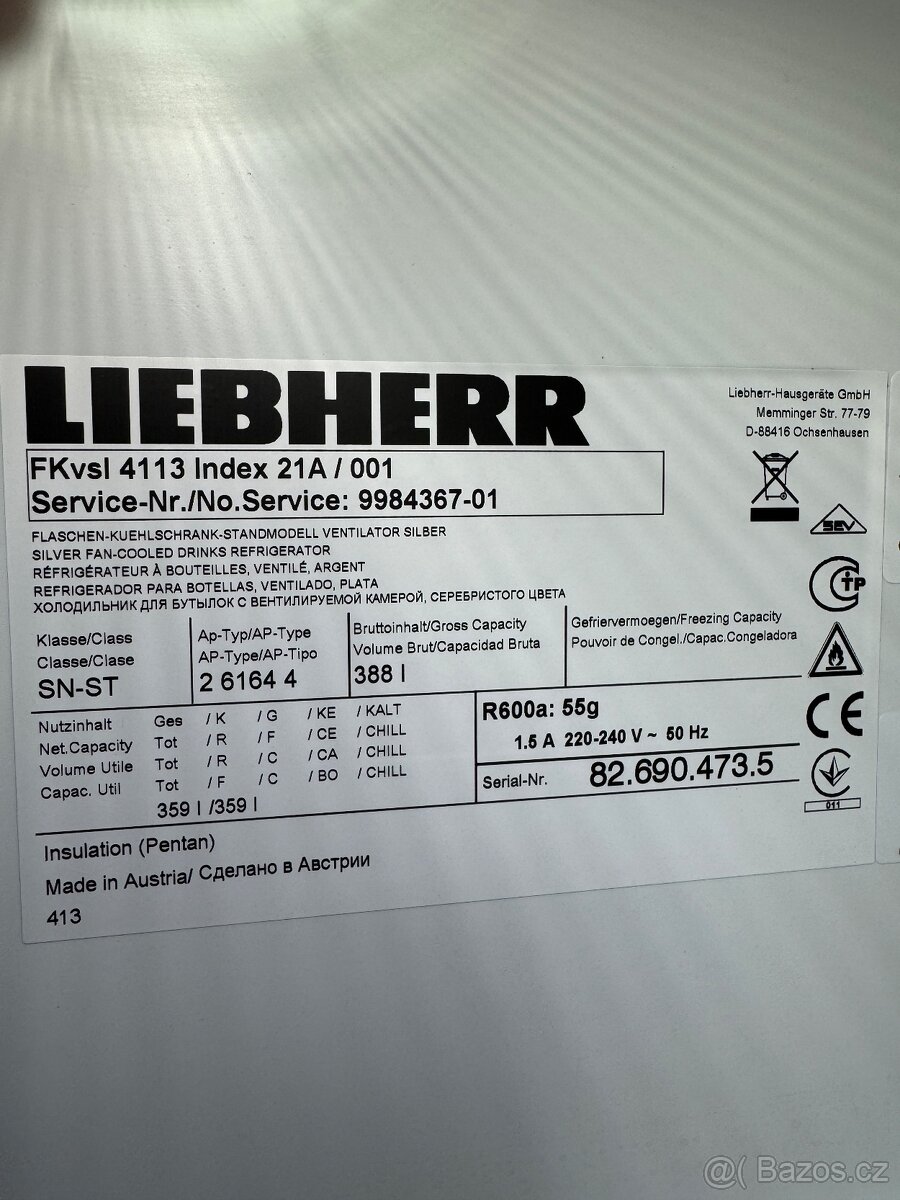 LIEBHERR
Liebherr-Hausgeräte GmbH
Memminger Str. 77-79
D-88416 Ochsenhausen
FKvsl 4113 Index 21A / 001
Service-Nr./No.Service: 9984367-01
FLASCHEN-KUEHLSCHRANK-STANDMODELL VENTILATOR SILBER
SILVER FAN-COOLED DRINKS REFRIGERATOR
RÉFRIGÉRATEUR À BOUTEILLES, VENTILÉ, ARGENT
REFRIGERADOR PARA BOTELLAS, VENTILADO, PLATA
ХОЛОДИЛЬНИК ДЛЯ БУТЫЛОК С ВЕНТИЛИРУЕМОЙ КАМЕРОЙ, СЕРЕБРИСТОГО ЦВЕТА
SEV
Klasse/Class
Classe/Clase
SN-ST
Ap-Typ/AP-Type
AP-Type/AP-Tipo
2 6164 4
Bruttoinhalt/Gross Capacity
Volume Brut/Capacidad Bruta
388 l
Gefriervermoegen/Freezing Capacity
Pouvoir de Congel./Capac.Congeladora
Nutzinhalt Ges / K / G / KE / KALT
Net.Capacity Tot / R / F / CE / CHILL
Volume Utile Tot / R / C / CA / CHILL
Capac. Util Tot / F / C / BO / CHILL
359 l /359 l
R600a: 55g
1.5 A 220-240 V ~ 50 Hz
Serial-Nr. 82.690.473.5
CE
011
Insulation (Pentan)
Made in Austria/ Сделано в Австрии
413
@( Bazos.cz